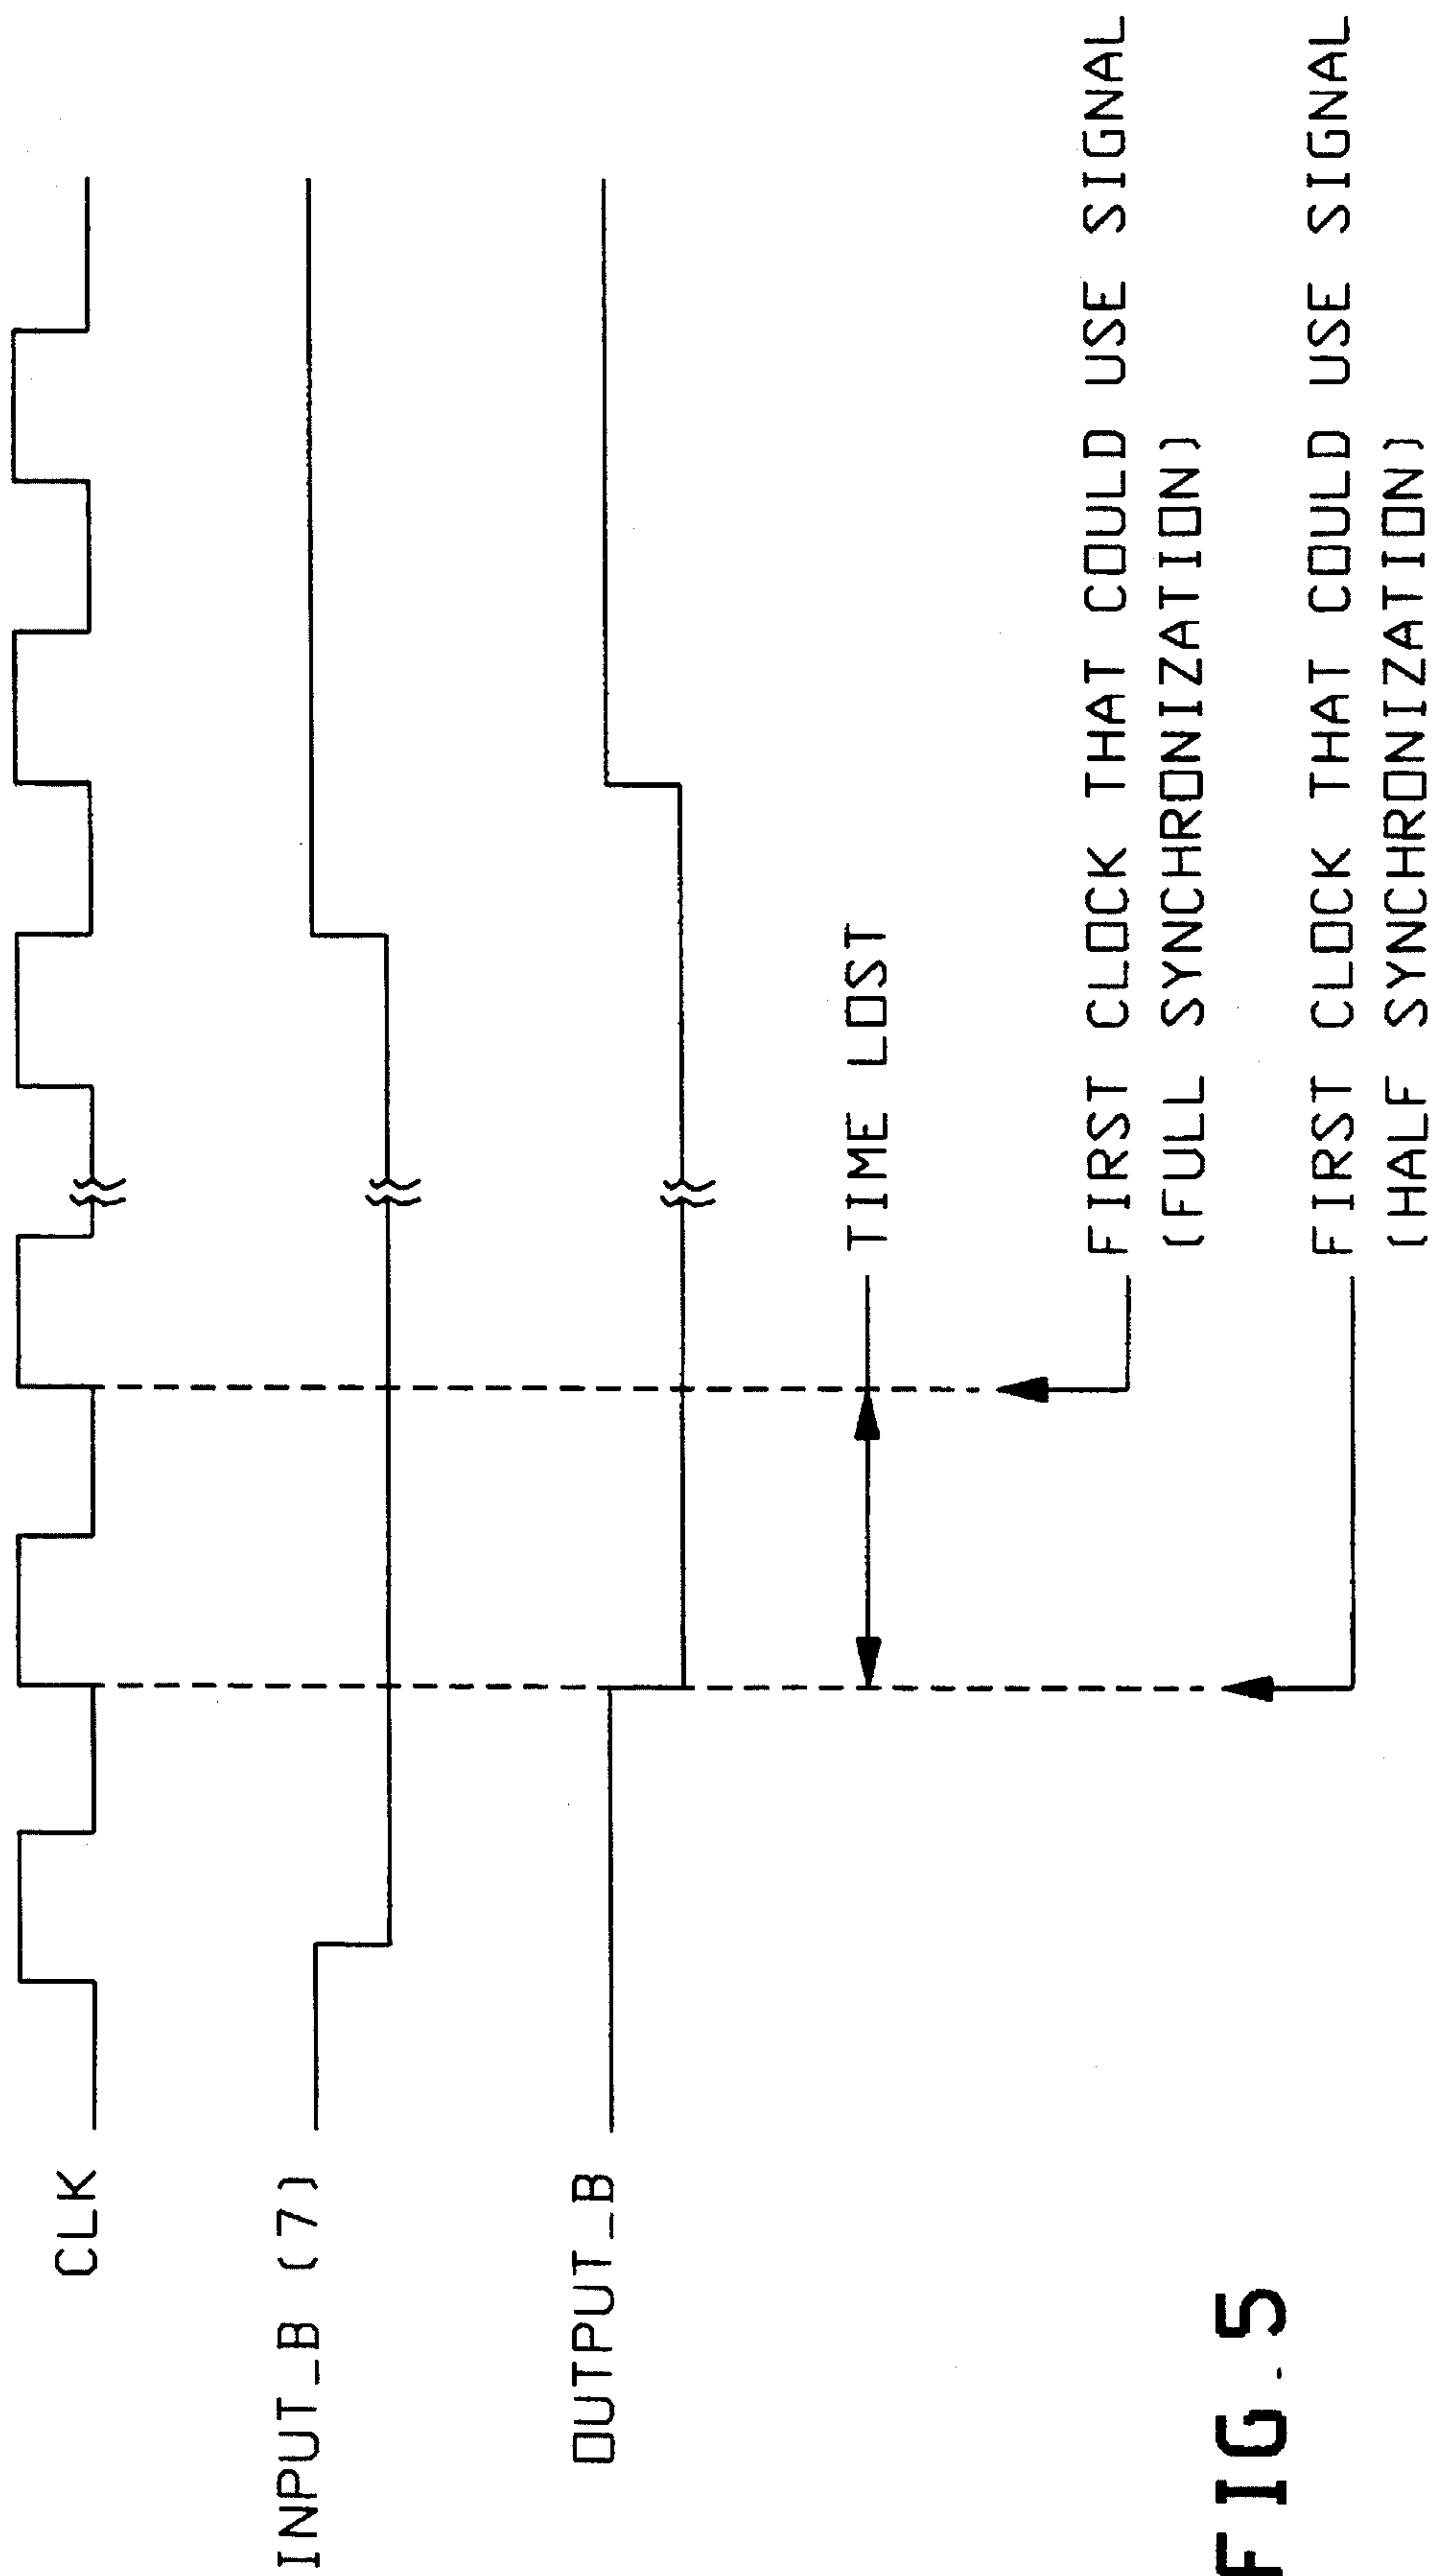 CLK
INPUT_B (7)
OUTPUT_B
TIME LOST
FIRST CLOCK THAT COULD USE SIGNAL
(FULL SYNCHRONIZATION)
FIRST CLOCK THAT COULD USE SIGNAL
(HALF SYNCHRONIZATION)
FIG. 5